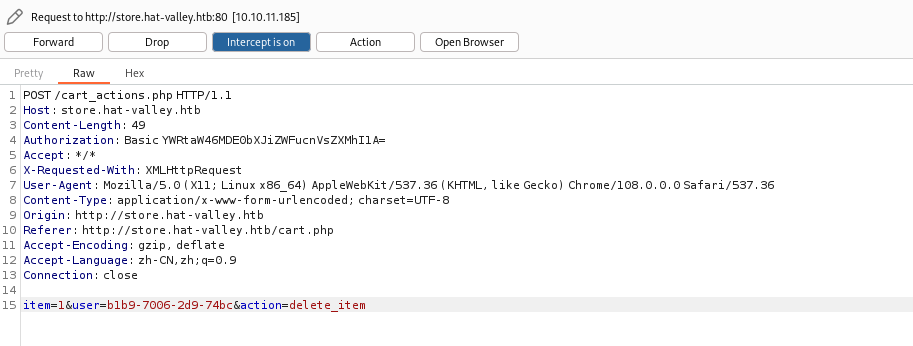 Request to http://store.hat-valley.htb:80 [10.10.11.185]
Forward Drop Intercept is on Action Open Browser
Pretty Raw Hex
1 POST /cart_actions.php HTTP/1.1
2 Host: store.hat-valley.htb
3 Content-Length: 49
4 Authorization: Basic YWRtaW46MDE0bXJiZWFucnVsZXMhI1A=
5 Accept: */*
6 X-Requested-With: XMLHttpRequest
7 User-Agent: Mozilla/5.0 (X11; Linux x86_64) AppleWebKit/537.36 (KHTML, like Gecko) Chrome/108.0.0.0 Safari/537.36
8 Content-Type: application/x-www-form-urlencoded; charset=UTF-8
9 Origin: http://store.hat-valley.htb
10 Referer: http://store.hat-valley.htb/cart.php
11 Accept-Encoding: gzip, deflate
12 Accept-Language: zh-CN,zh;q=0.9
13 Connection: close
14
15 item=1&user=b1b9-7006-2d9-74bc&action=delete_item